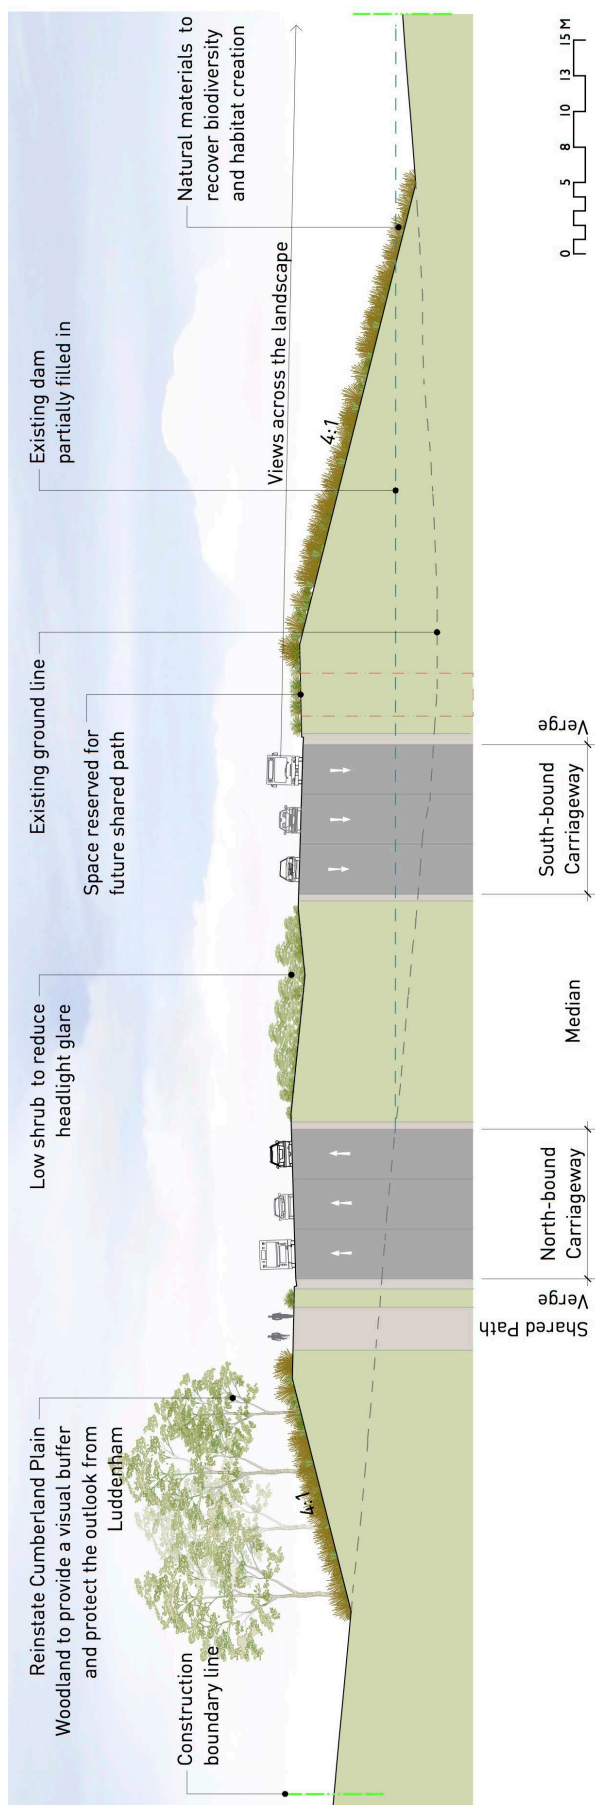 Reinstate Cumberland Plain
Woodland to provide a visual buffer
and protect the outlook from
Luddenham
Construction
boundary line
Low shrub to reduce
headlight glare
Existing ground line
Space reserved for
future shared path
Existing dam
partially filled in
Natural materials to
recover biodiversity
and habitat creation
Views across the landscape
4:1
4:1
Shared Path
Verge
North-bound
Carriageway
Median
South-bound
Carriageway
Verge
0 5 8 10 13 15 M